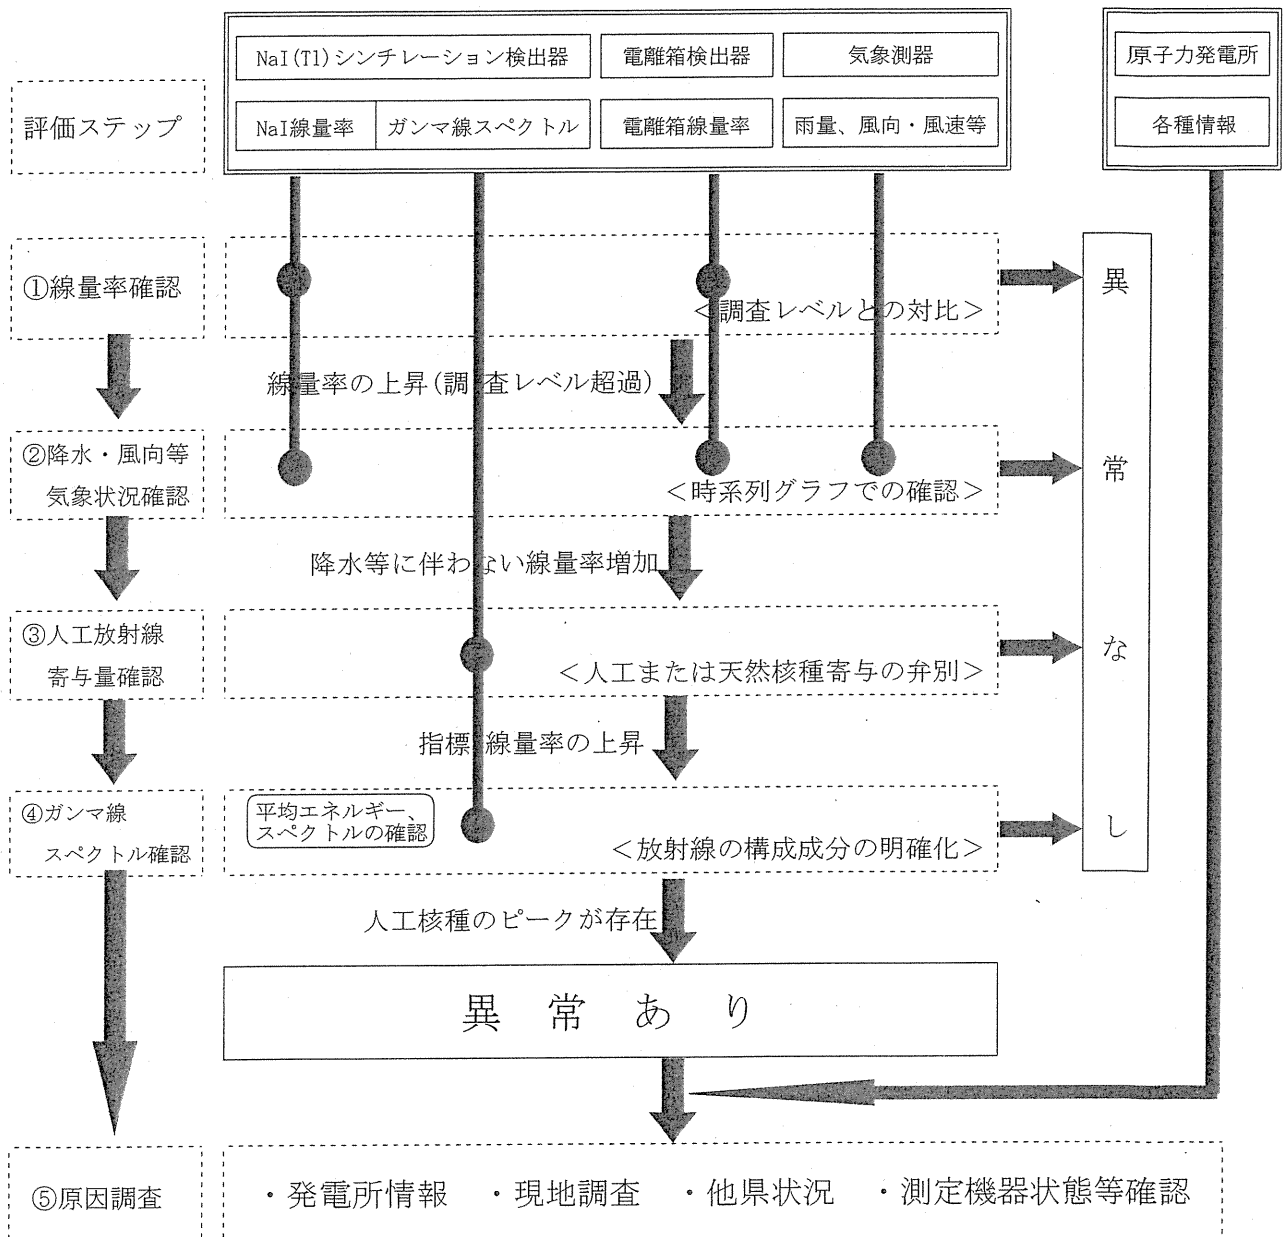 NaI(Tl)シンチレーション検出器
電離箱検出器
気象測器
原子力発電所
評価ステップ
NaI線量率
ガンマ線スペクトル
電離箱線量率
雨量、風向・風速等
各種情報
①線量率確認
＜調査レベルとの対比＞
線量率の上昇(調査レベル超過)
②降水・風向等
気象状況確認
＜時系列グラフでの確認＞
降水等に伴わない線量率増加
③人工放射線
寄与量確認
＜人工または天然核種寄与の弁別＞
指標線量率の上昇
④ガンマ線
スペクトル確認
平均エネルギー、
スペクトルの確認
＜放射線の構成成分の明確化＞
異常なし
人工核種のピークが存在
異常あり
⑤原因調査
・発電所情報 ・現地調査 ・他県状況 ・測定機器状態等確認